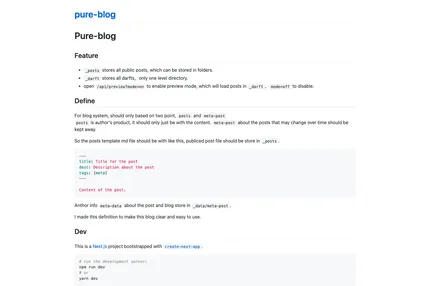 pure-blog
Pure-blog
Feature
_posts stores all public posts, which can be stored in folders.
_darft stores all darfts, only one level directory.
open /api/preview?mode=on to enable preview mode, which will load posts in _darft . mode=off to disable.
Define
For blog system, should only based on two point, posts and meta-post
posts is author's product, it should only just be with the content. meta-post about the posts that may change over time should be
kept away.
So the posts template md file should be with like this, publiced post file should be store in _posts .
---
title: Title for the post
desc: Description about the post
tags: [meta]
---
Content of the post.
Anthor info meta-data about the post and blog store in _data/meta-post .
I made this definition to make this blog clear and easy to use.
Dev
This is a Next.js project bootstrapped with create-next-app .
# run the development server:
npm run dev
# or
yarn dev